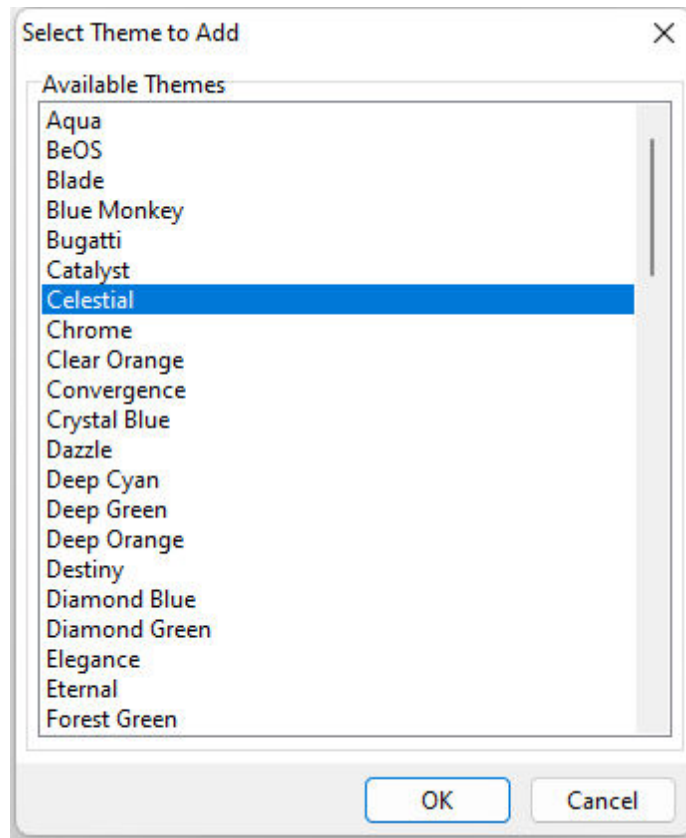 Select Theme to Add
Available Themes
Aqua
BeOS
Blade
Blue Monkey
Bugatti
Catalyst
Celestial
Chrome
Clear Orange
Convergence
Crystal Blue
Dazzle
Deep Cyan
Deep Green
Deep Orange
Destiny
Diamond Blue
Diamond Green
Elegance
Eternal
Forest Green
OK Cancel